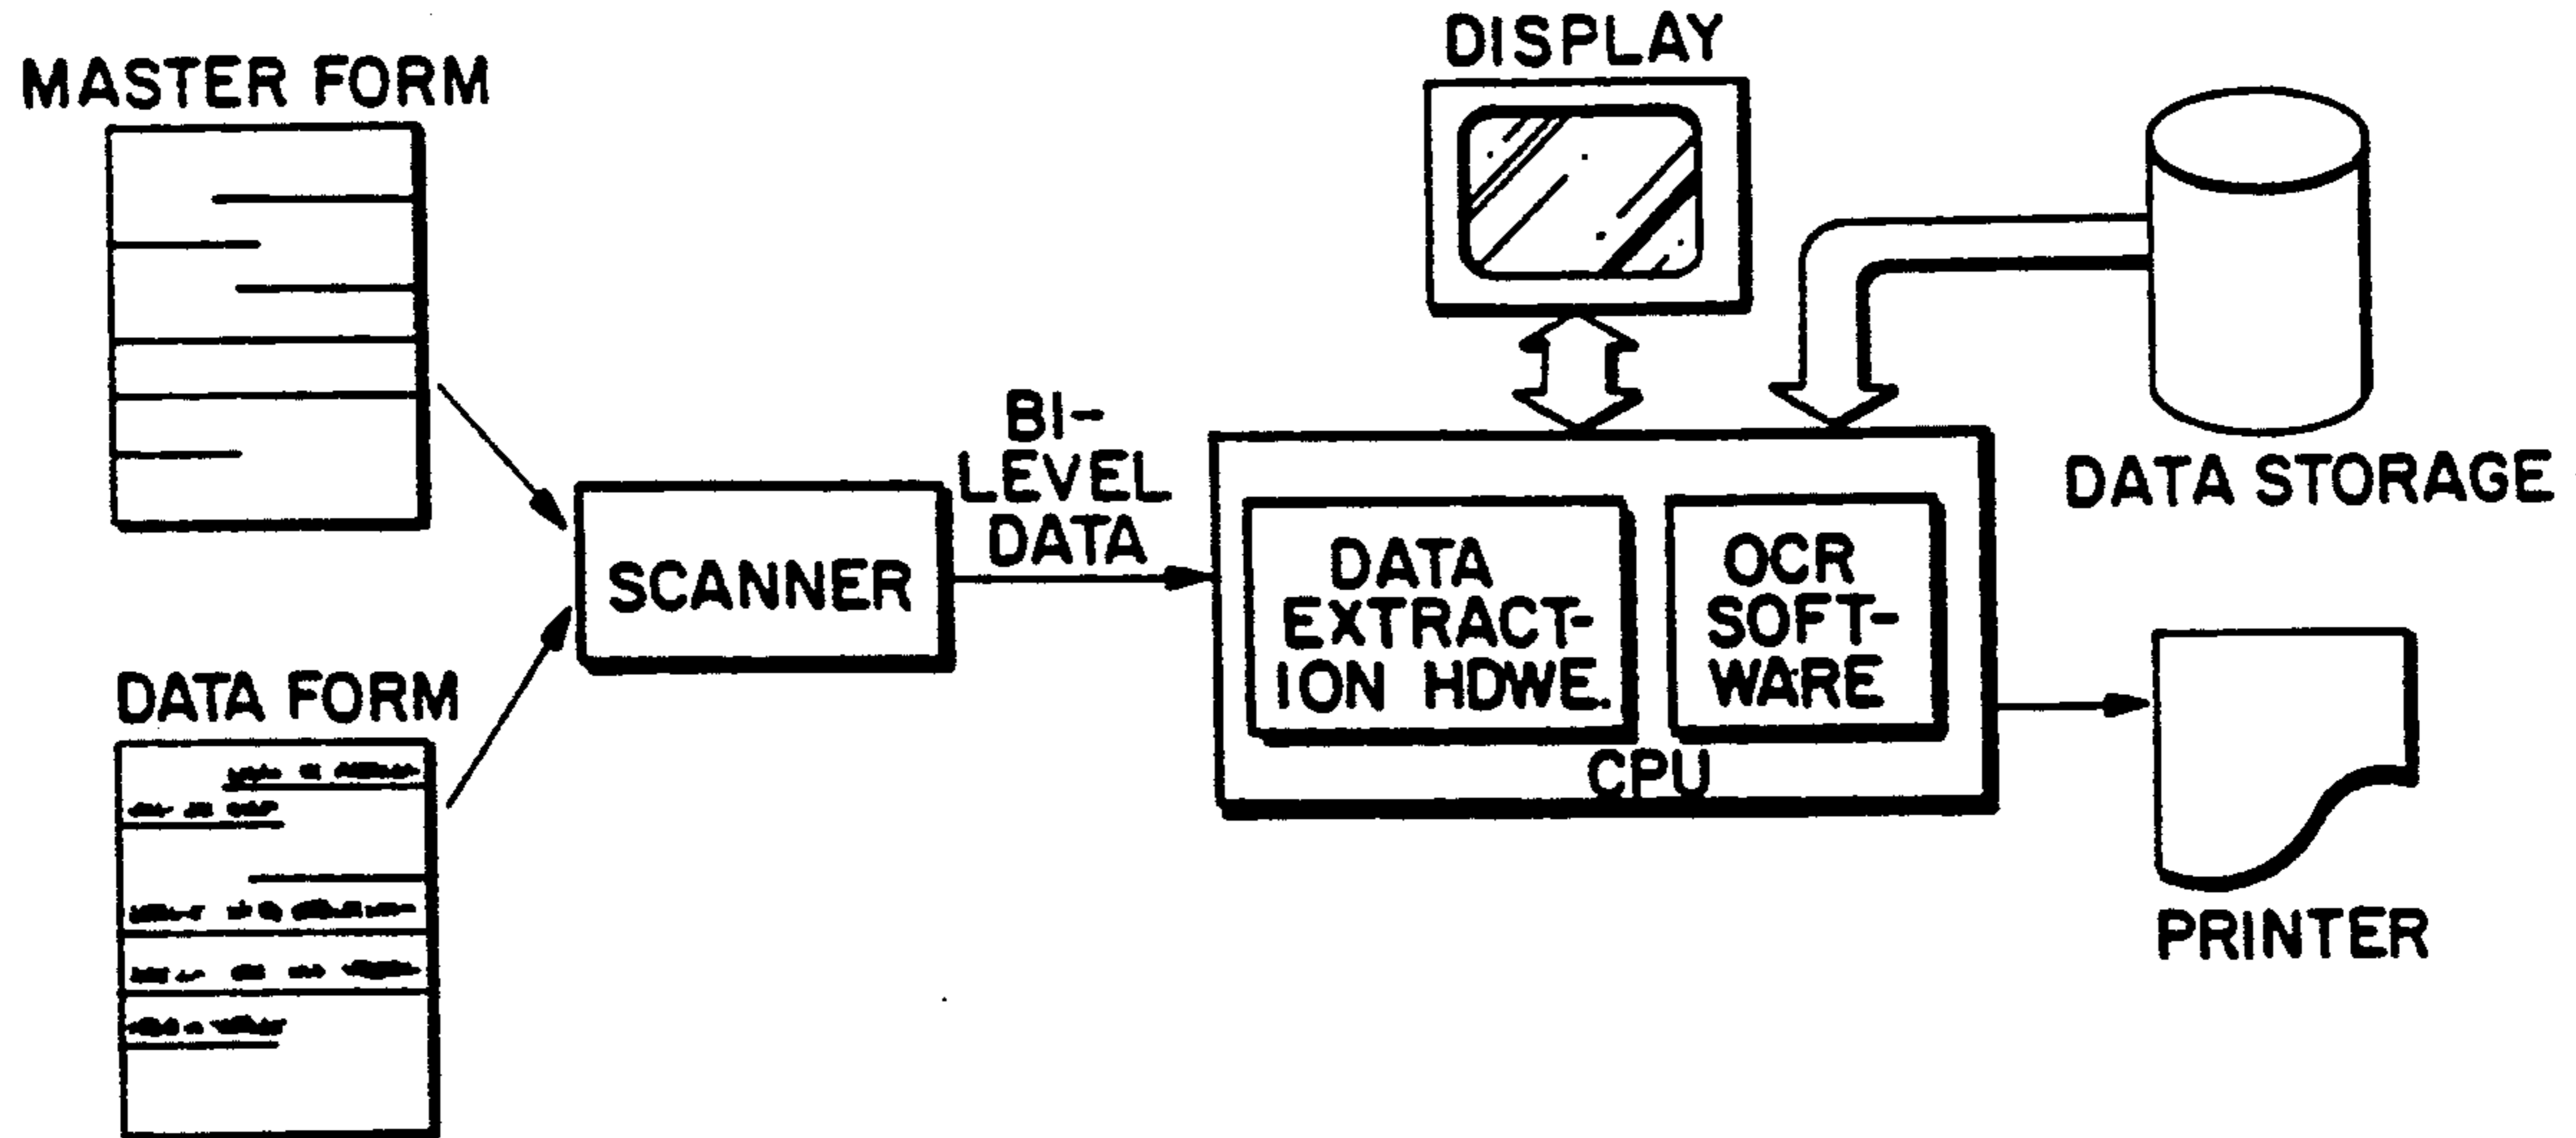 MASTER FORM
DISPLAY
BI-
LEVEL
DATA
DATA STORAGE
SCANNER
DATA
EXTRACT-
ION HDWE.
OCR
SOFT-
WARE
CPU
DATA FORM
PRINTER